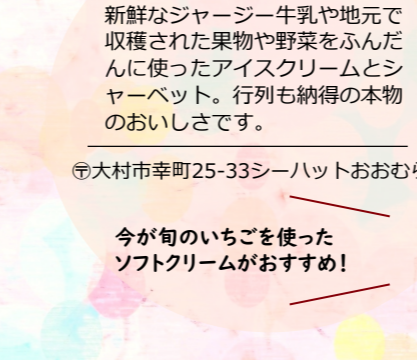 新鮮なジャージー牛乳や地元で
収穫された果物や野菜をふんだ
んに使ったアイスクリームとシ
ャーベット。行列も納得の本物
のおいしさです。
〶大村市幸町25-33シーハットおおむら
今が旬のいちごを使った
ソフトクリームがおすすめ！